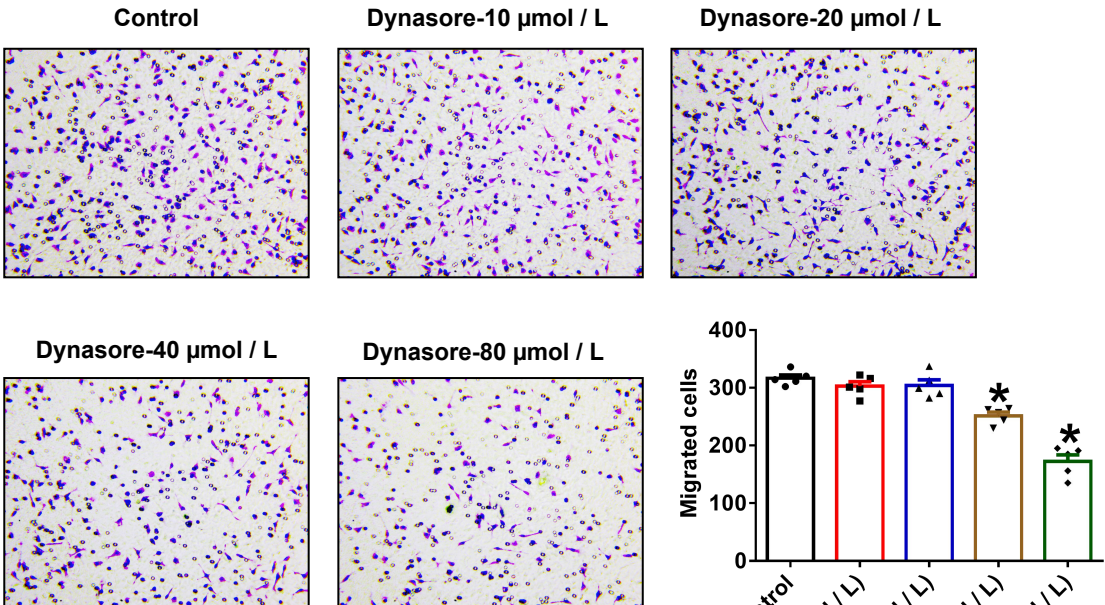 Control
Dynasore-10 µmol / L
Dynasore-20 µmol / L
Dynasore-40 µmol / L
Dynasore-80 µmol / L
Migrated cells
400
300
200
100
0
*
*
/ L)
/ L)
/ L)
/ L)